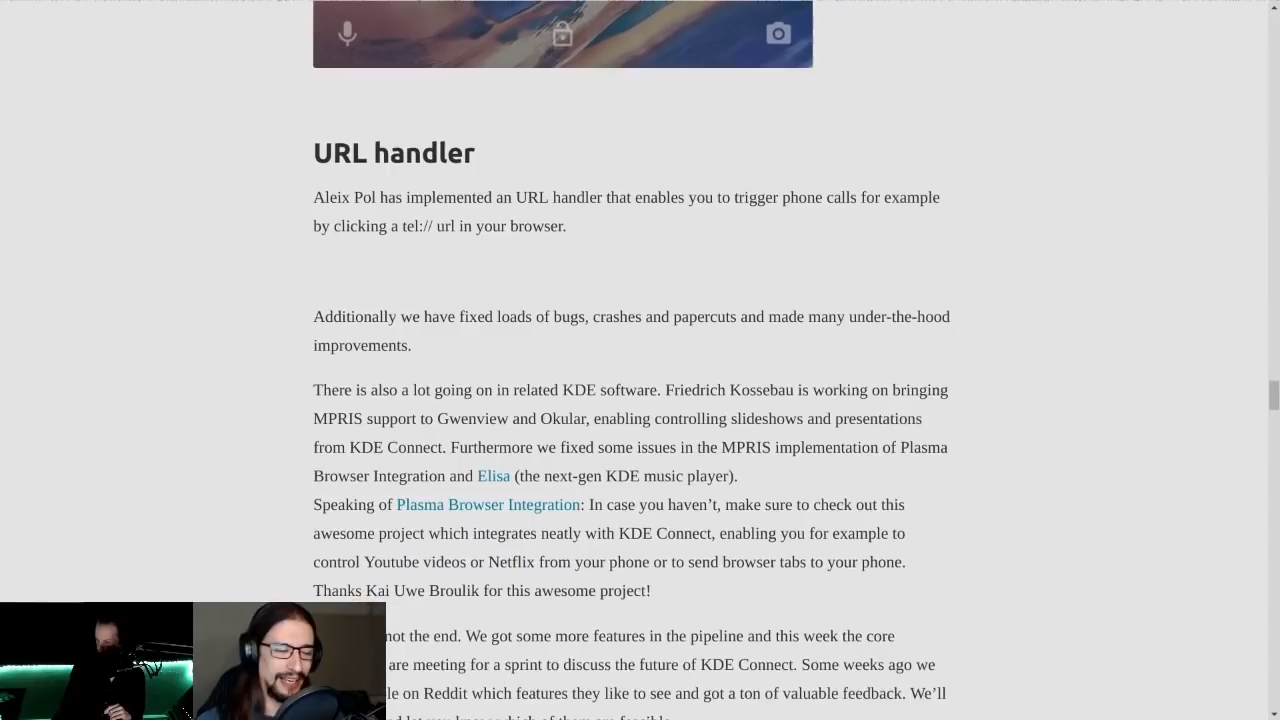 URL handler
Aleix Pol has implemented an URL handler that enables you to trigger phone calls for example
by clicking a tel:// url in your browser.
Additionally we have fixed loads of bugs, crashes and papercuts and made many under-the-hood
improvements.
There is also a lot going on in related KDE software. Friedrich Kossebau is working on bringing
MPRIS support to Gwenview and Okular, enabling controlling slideshows and presentations
from KDE Connect. Furthermore we fixed some issues in the MPRIS implementation of Plasma
Browser Integration and Elisa (the next-gen KDE music player).
Speaking of Plasma Browser Integration: In case you haven’t, make sure to check out this
awesome project which integrates neatly with KDE Connect, enabling you for example to
control Youtube videos or Netflix from your phone or to send browser tabs to your phone.
Thanks Kai Uwe Broulik for this awesome project!
not the end. We got some more features in the pipeline and this week the core
are meeting for a sprint to discuss the future of KDE Connect. Some weeks ago we
on Reddit which features they like to see and got a ton of valuable feedback. We’ll